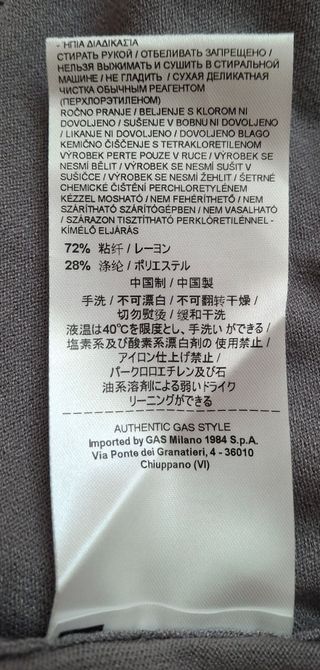 - ΉΠΙΑ ΔΙΑΔΙΚΑΣΙΑ
СТИРАТЬ РУКОЙ / ОТБЕЛИВАТЬ ЗАПРЕЩЕНО /
НЕЛЬЗЯ ВЫЖИМАТЬ И СУШИТЬ В СТИРАЛЬНОЙ
МАШИНЕ / НЕ ГЛАДИТЬ / СУХАЯ ДЕЛИКАТНАЯ
ЧИСТКА ОБЫЧНЫМ РЕАГЕНТОМ
(ПЕРХЛОРЭТИЛЕНОМ)
ROČNO PRANJE / BELJENJE S KLOROM NI
DOVOLJENO / SUŠENJE V BOBNU NI DOVOLJENO
/ LIKANJE NI DOVOLJENO / DOVOLJENO BLAGO
KEMIČNO ČIŠČENJE S TETRAKLORETILENOM
VÝROBEK PERTE POUZE V RUCE / VÝROBEK SE
NESMÍ BĚLIT / VÝROBEK SE NESMÍ SUŠIT V
SUŠIČCE / VÝROBEK SE NESMÍ ŽEHLIT / ŠETRNÉ
CHEMICKÉ ČIŠTĚNÍ PERCHLORETYLÉNEM
KÉZZEL MOSHATÓ / NEM FEHÉRÍTHETŐ / NEM
SZÁRÍTHATÓ SZÁRÍTÓGÉPBEN / NEM VASALHATÓ
/ SZÁRAZON TISZTÍTHATÓ PERKLÓRETILÉNNEL -
KÍMÉLŐ ELJÁRÁS
72% 粘纤 / レーヨン
28% 涤纶 / ポリエステル
中国制 / 中国製
手洗 / 不可漂白 / 不可翻转干燥 /
切勿熨烫 / 缓和干洗
液温は40℃を限度とし、手洗い ができる /
塩素系及び酸素系漂白剤の 使用禁止 /
アイロン仕上げ禁止 /
パークロロエチレン及び石
油系溶剤による弱いドライク
リーニングができる
AUTHENTIC GAS STYLE
Imported by GAS Milano 1984 S.p.A.
Via Ponte dei Granatieri, 4 - 36010
Chiuppano (VI)